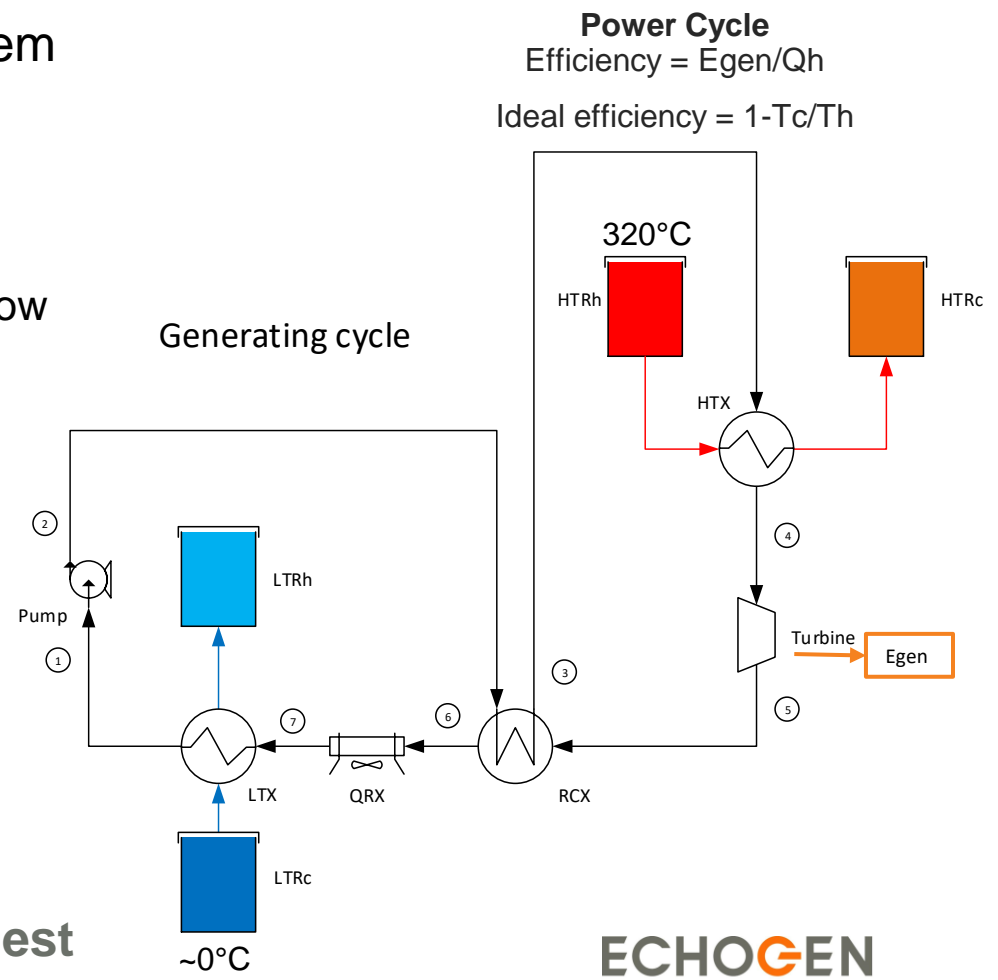 em
Power Cycle
Efficiency = Egen/Qh
Ideal efficiency = 1-Tc/Th
320°C
HTRh
HTRc
ow
Generating cycle
HTX
2
4
LTRh
Pump
Turbine
Egen
1
3
7
6
5
LTX
QRX
RCX
LTRc
est
~0°C
ECHOGEN